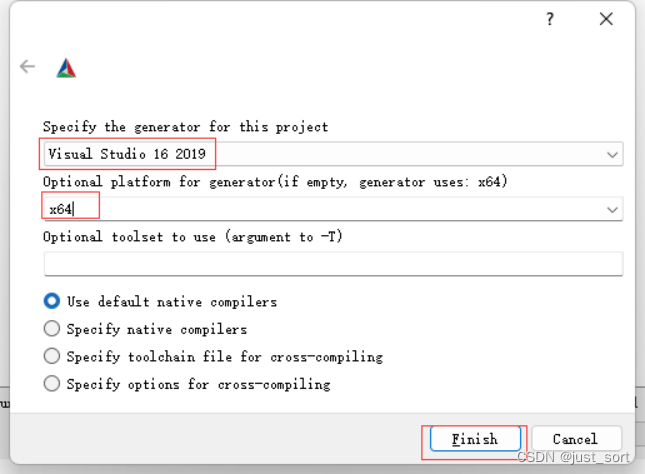 ?
Specify the generator for this project
Visual Studio 16 2019
Optional platform for generator(if empty, generator uses: x64)
x64
Optional toolset to use (argument to -T)
Use default native compilers
Specify native compilers
Specify toolchain file for cross-compiling
Specify options for cross-compiling
Finish
Cancel
CSDN @just_sort